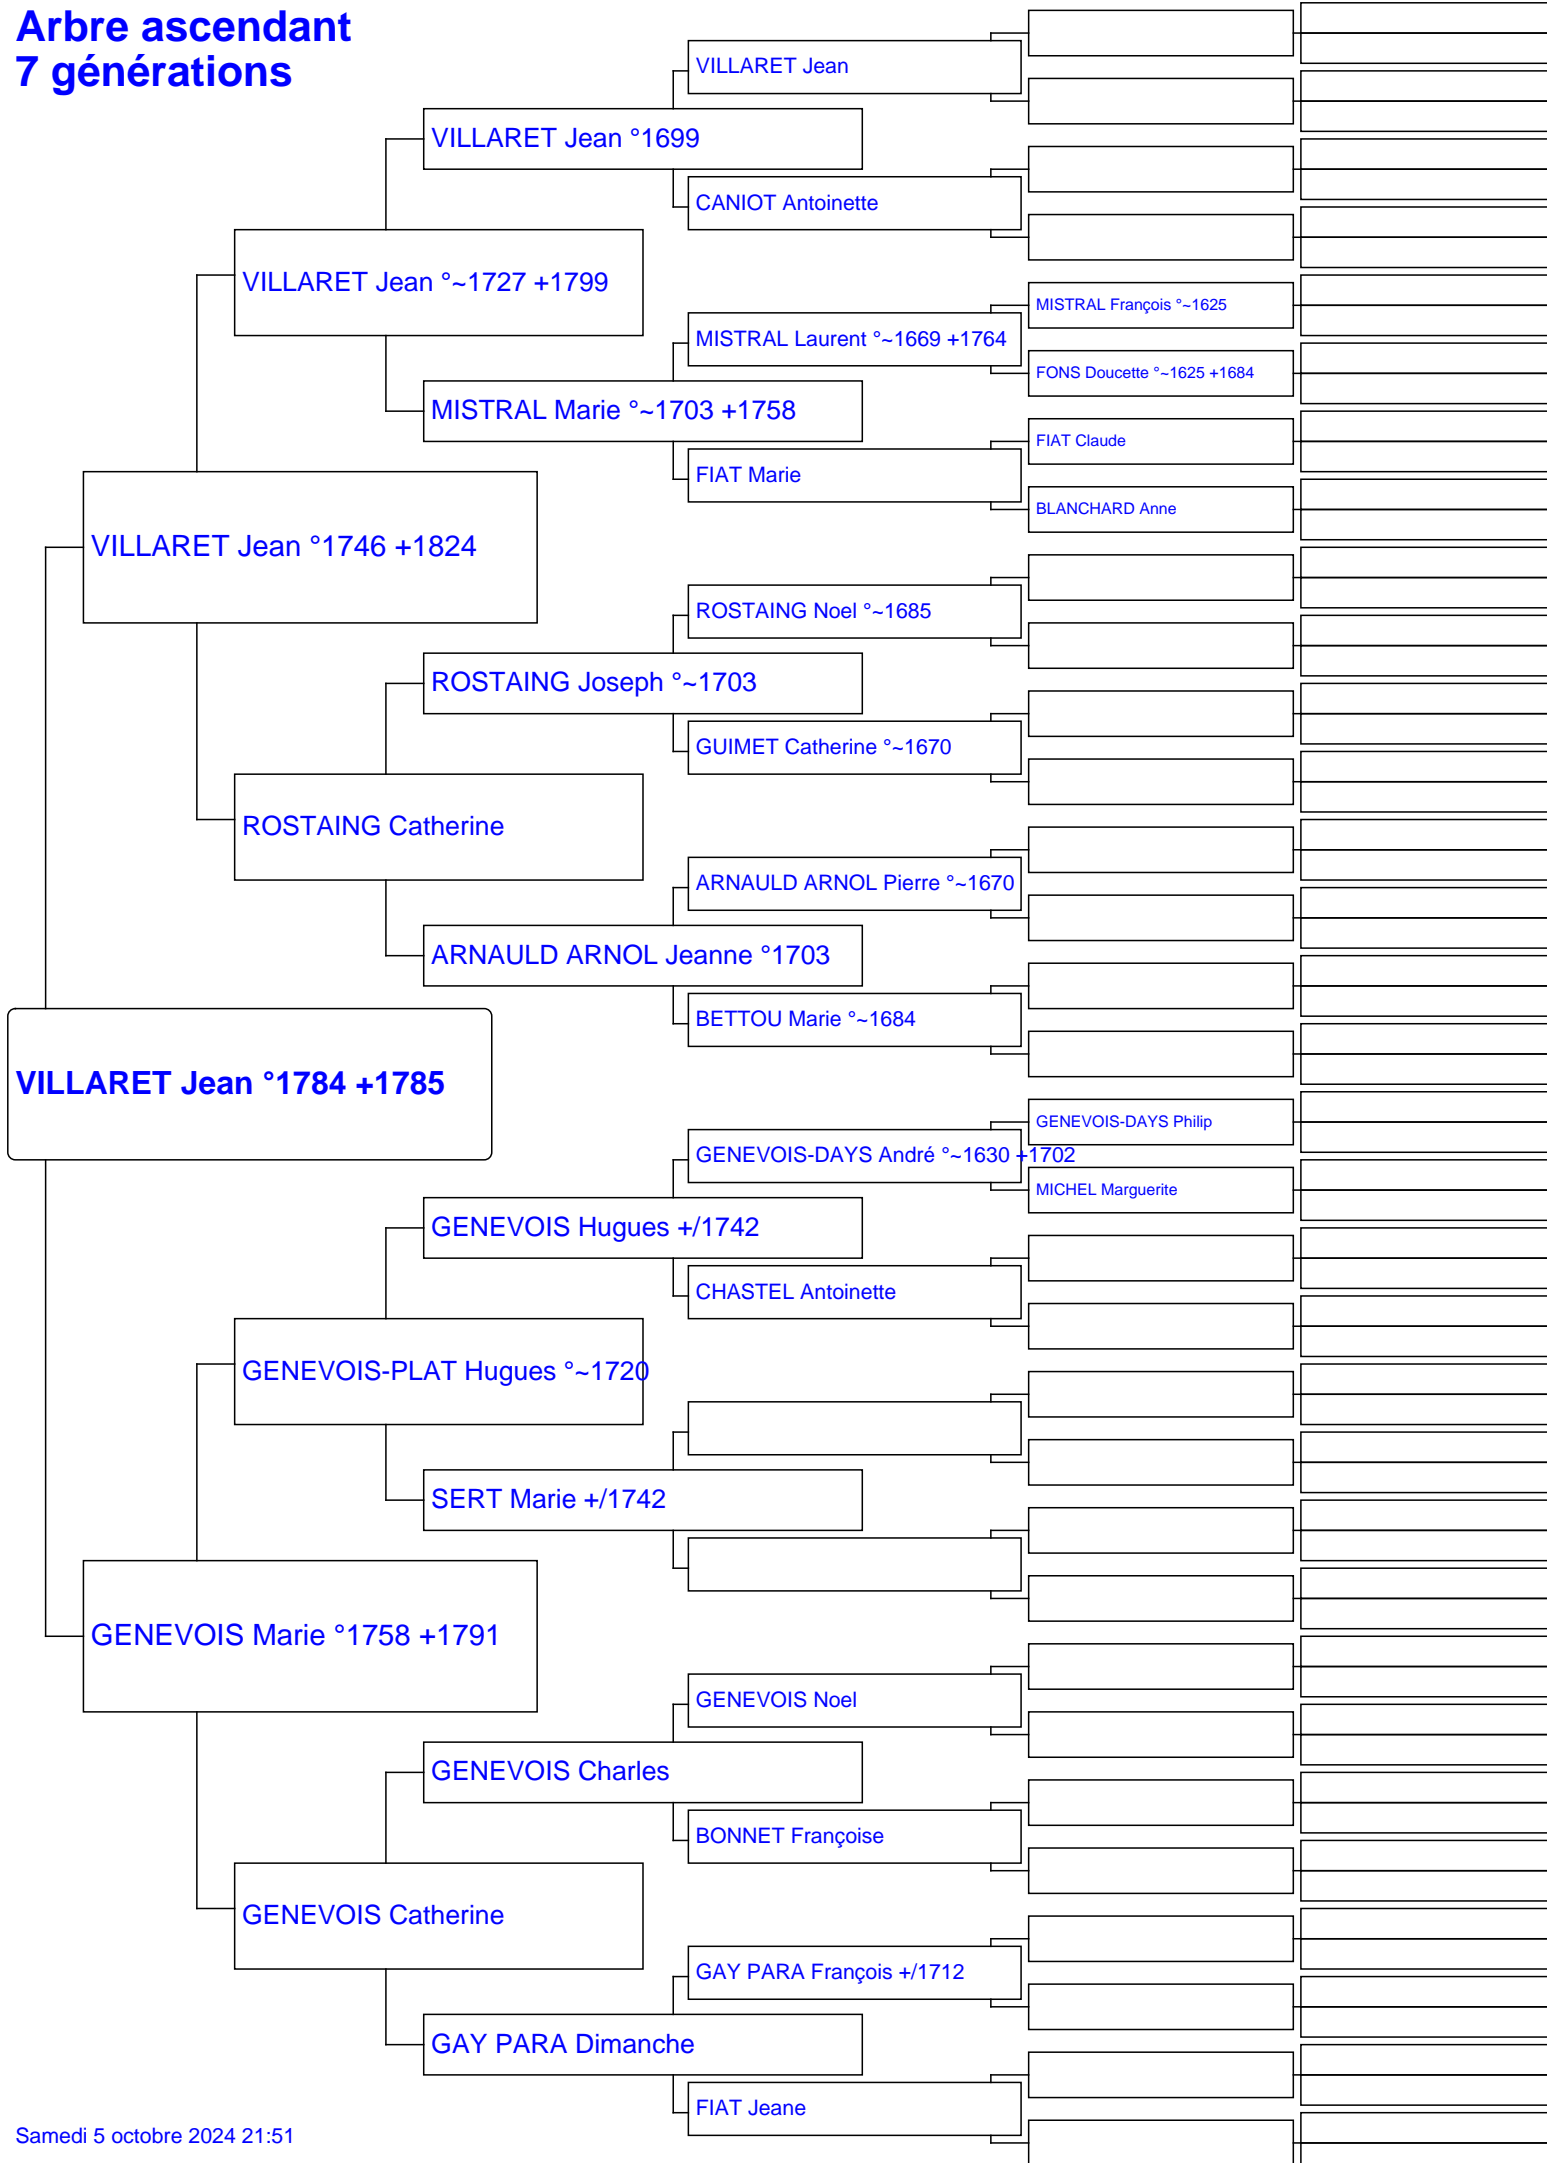 Arbre ascendant
7 générations
VILLARET Jean
VILLARET Jean °1699
CANIOT Antoinette
VILLARET Jean °~1727 +1799
MISTRAL François °~1625
MISTRAL Laurent °~1669 +1764
FONS Doucette °~1625 +1684
MISTRAL Marie °~1703 +1758
FIAT Claude
FIAT Marie
BLANCHARD Anne
VILLARET Jean °1746 +1824
ROSTAING Noel °~1685
ROSTAING Joseph °~1703
GUIMET Catherine °~1670
ROSTAING Catherine
ARNAULD ARNOL Pierre °~1670
ARNAULD ARNOL Jeanne °1703
BETTOU Marie °~1684
VILLARET Jean °1784 +1785
GENEVOIS-DAYS Philip
GENEVOIS-DAYS André °~1630 +1702
MICHEL Marguerite
GENEVOIS Hugues +/1742
CHASTEL Antoinette
GENEVOIS-PLAT Hugues °~1720
SERT Marie +/1742
GENEVOIS Marie °1758 +1791
GENEVOIS Noel
GENEVOIS Charles
BONNET Françoise
GENEVOIS Catherine
GAY PARA François +/1712
GAY PARA Dimanche
FIAT Jeane
Samedi 5 octobre 2024 21:51